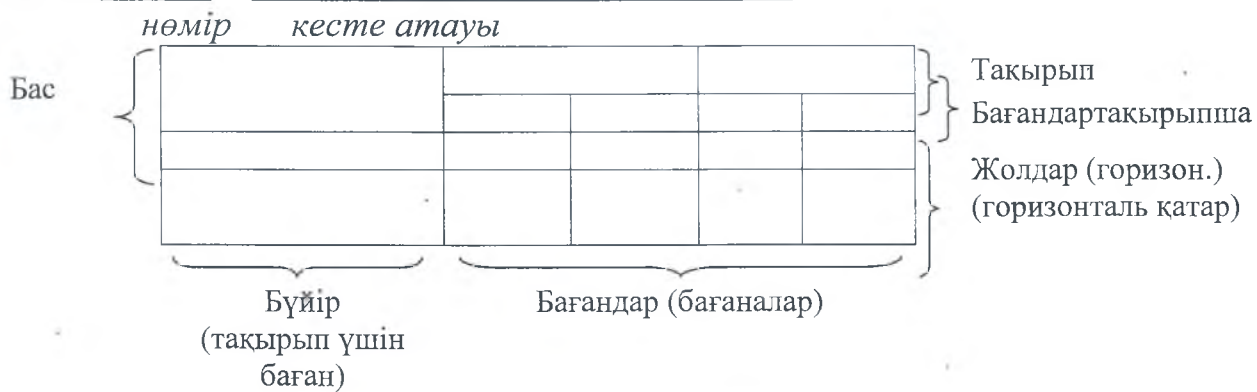 нөмір кесте атауы
Бас
Тақырып
Бағандартақырыпша
Жолдар (горизон.)
(горизонталь қатар)
Бүйір
(тақырып үшін
баған)
Бағандар (бағаналар)